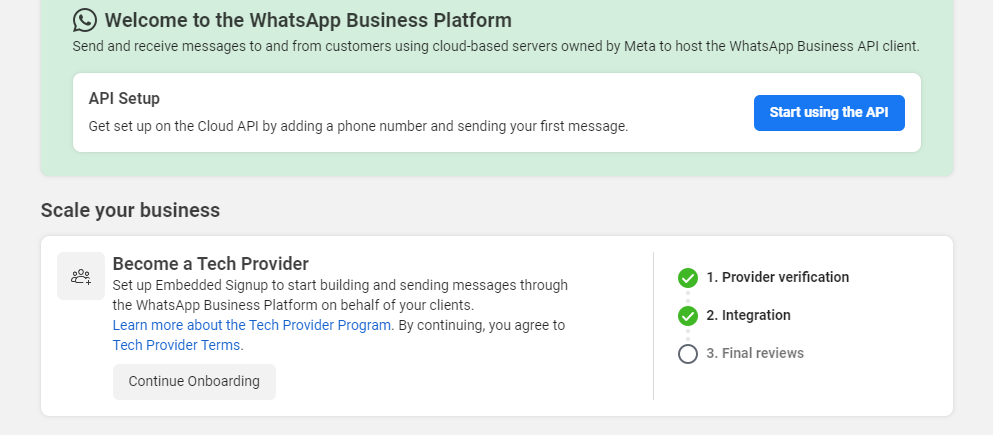 Welcome to the WhatsApp Business Platform
Send and receive messages to and from customers using cloud-based servers owned by Meta to host the WhatsApp Business API client.
API Setup
Get set up on the Cloud API by adding a phone number and sending your first message.
Start using the API
Scale your business
Become a Tech Provider
Set up Embedded Signup to start building and sending messages through
the WhatsApp Business Platform on behalf of your clients.
Learn more about the Tech Provider Program. By continuing, you agree to
Tech Provider Terms.
Continue Onboarding
1. Provider verification
2. Integration
3. Final reviews